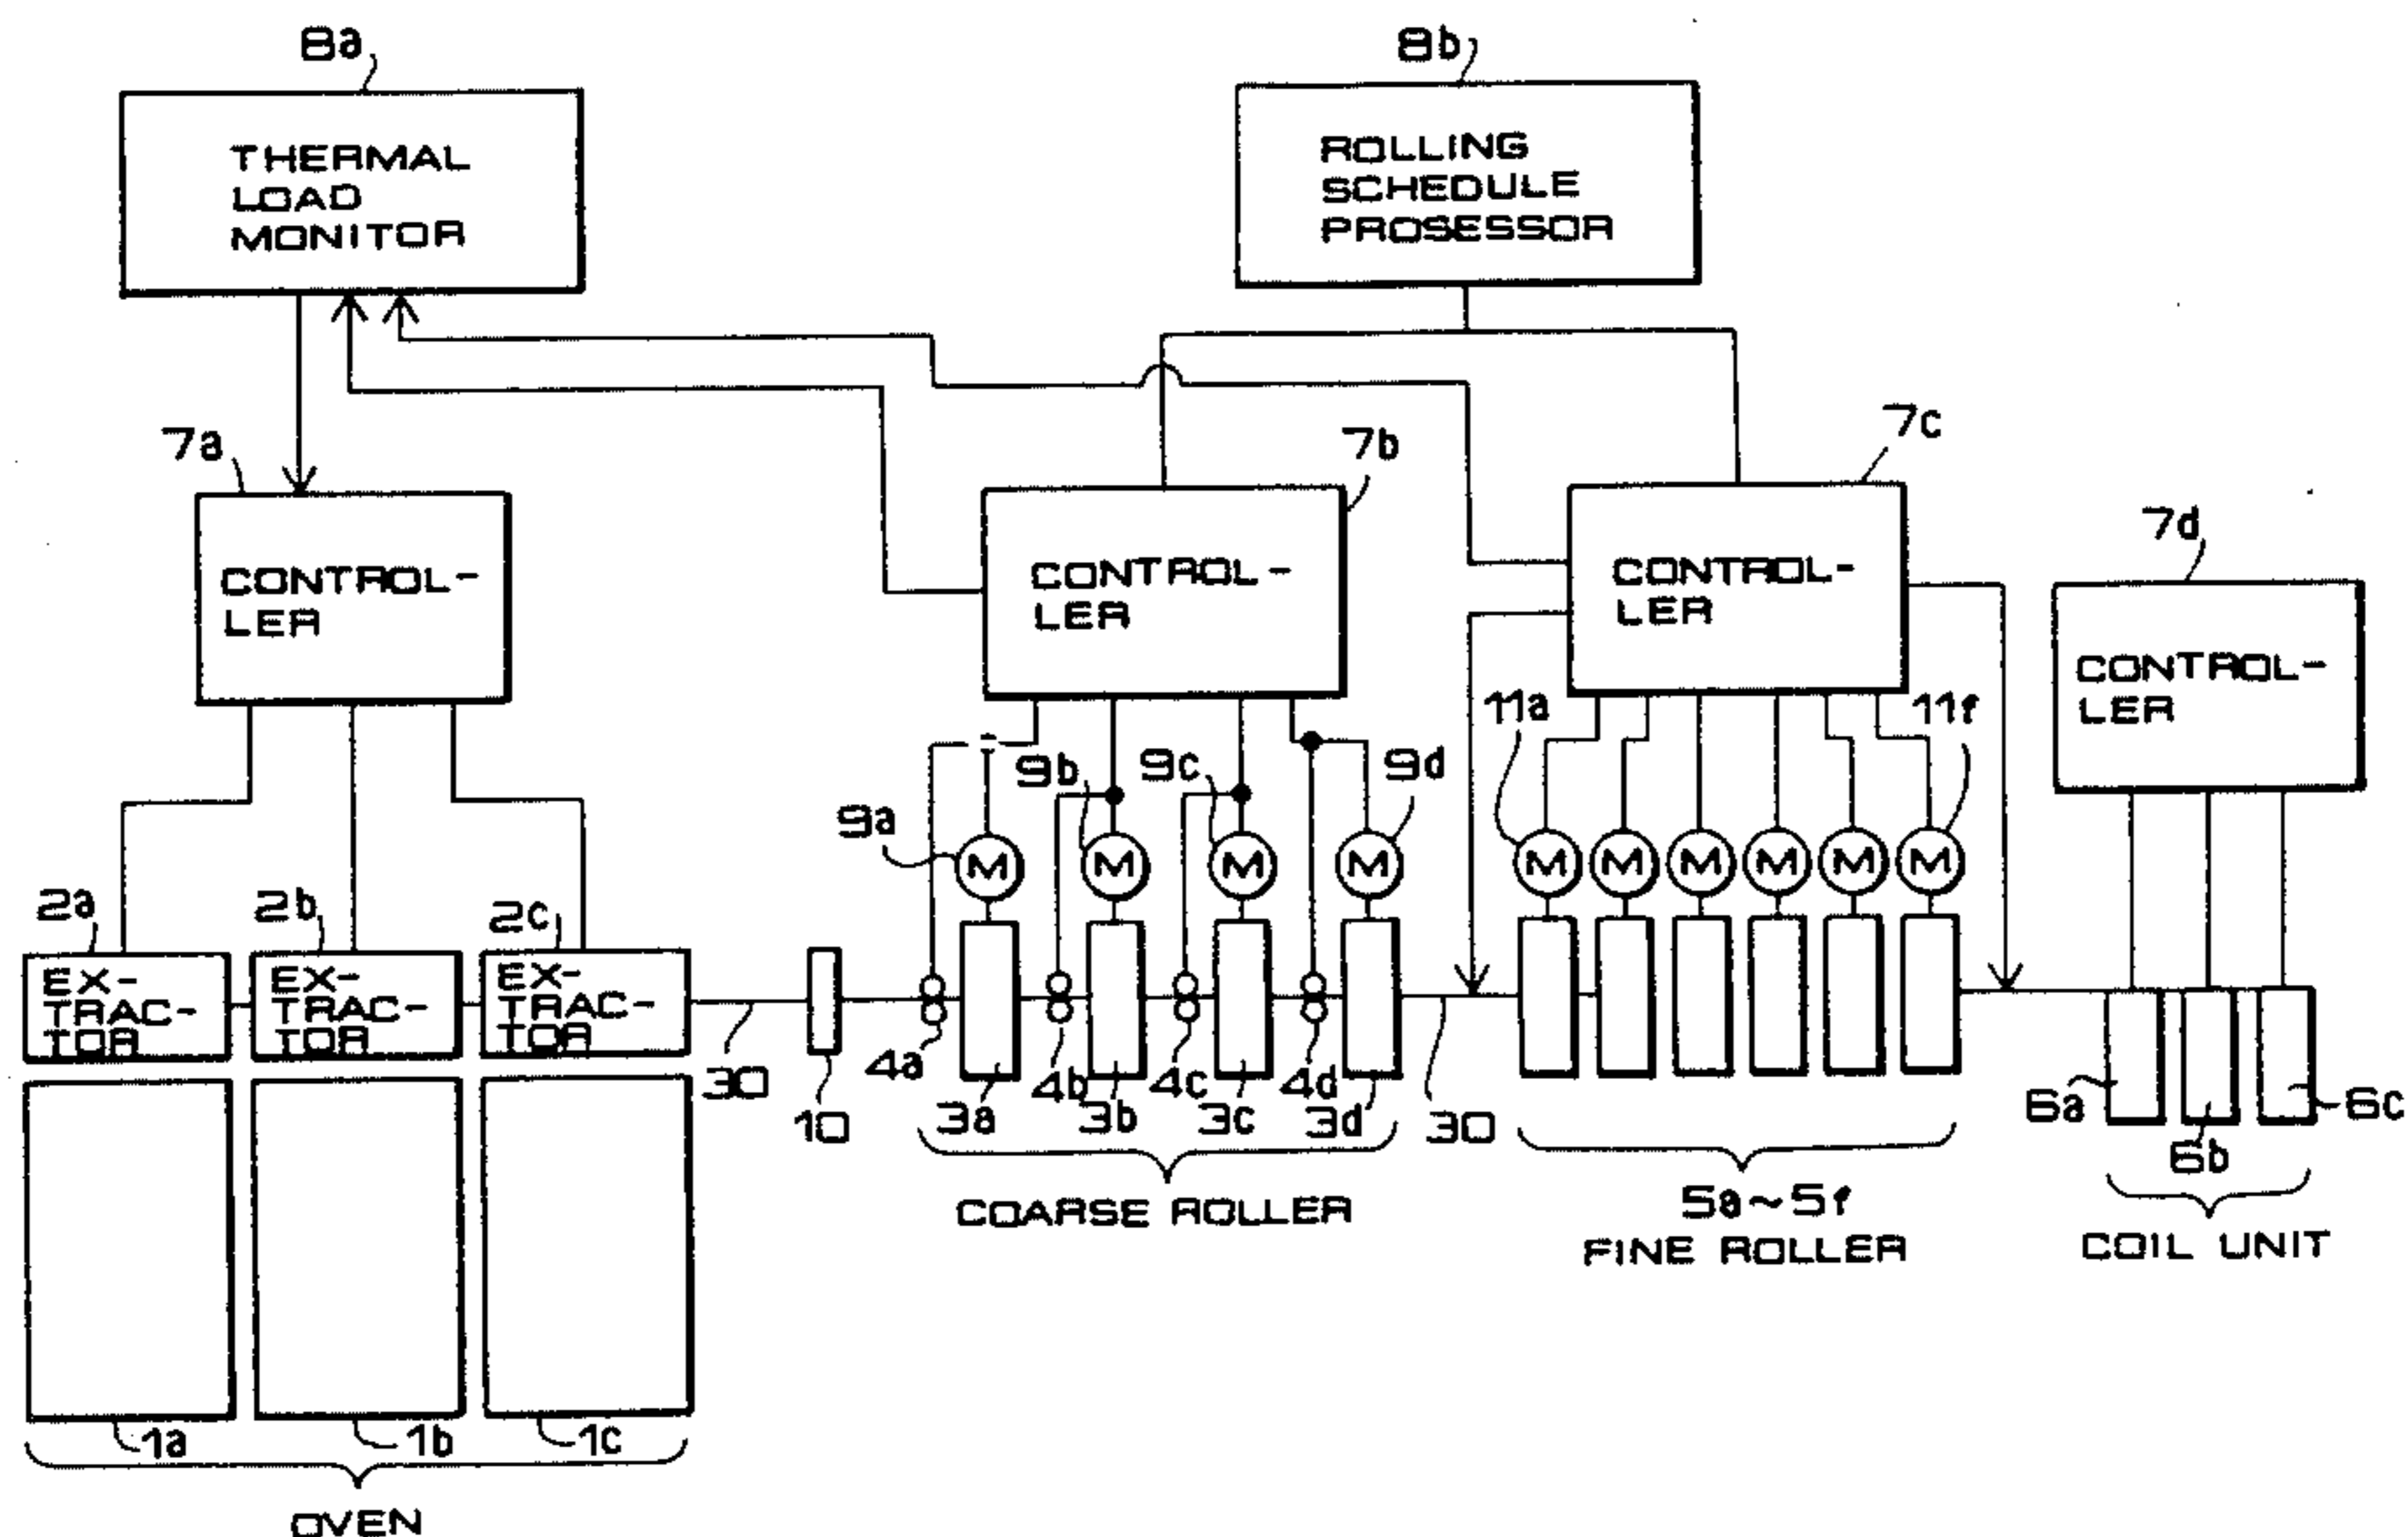 8a
8b
THERMAL
LOAD
MONITOR
ROLLING
SCHEDULE
PROSESSOR
7a
7b
7c
7d
CONTROL-
LER
CONTROL-
LER
CONTROL-
LER
CONTROL-
LER
9a
9b
9c
9d
11a
11f
M
M
M
M
M
M
M
M
M
M
2a
2b
2c
EX-
TRAC-
TOR
EX-
TRAC-
TOR
EX-
TRAC-
TOR
30
10
4a
4b
4c
4d
3a
3b
3c
3d
30
6a
6b
6c
COARSE ROLLER
5a~5f
FINE ROLLER
COIL UNIT
1a
1b
1c
OVEN